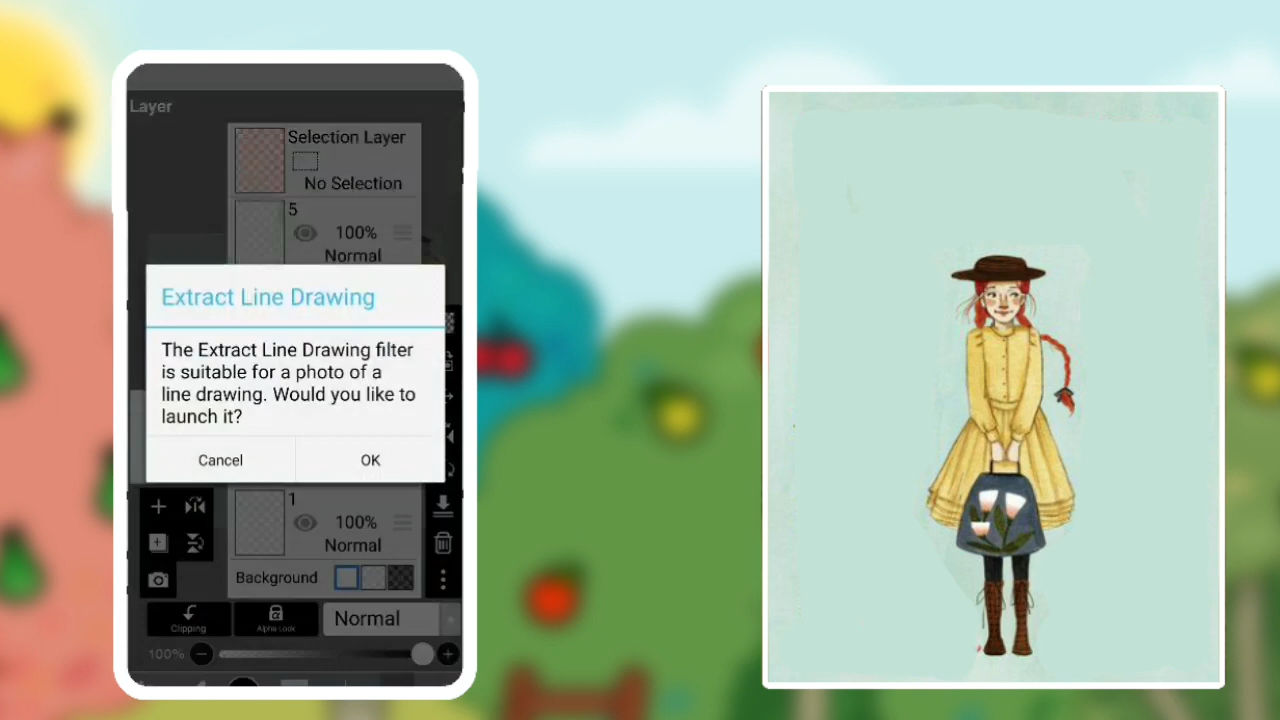 Layer
Selection Layer
No Selection
5
100%
Normal
Extract Line Drawing
The Extract Line Drawing filter
is suitable for a photo of a
line drawing. Would you like to
launch it?
Cancel
OK
1
100%
Normal
Background
Clipping
Alpha Lock
Normal
100%